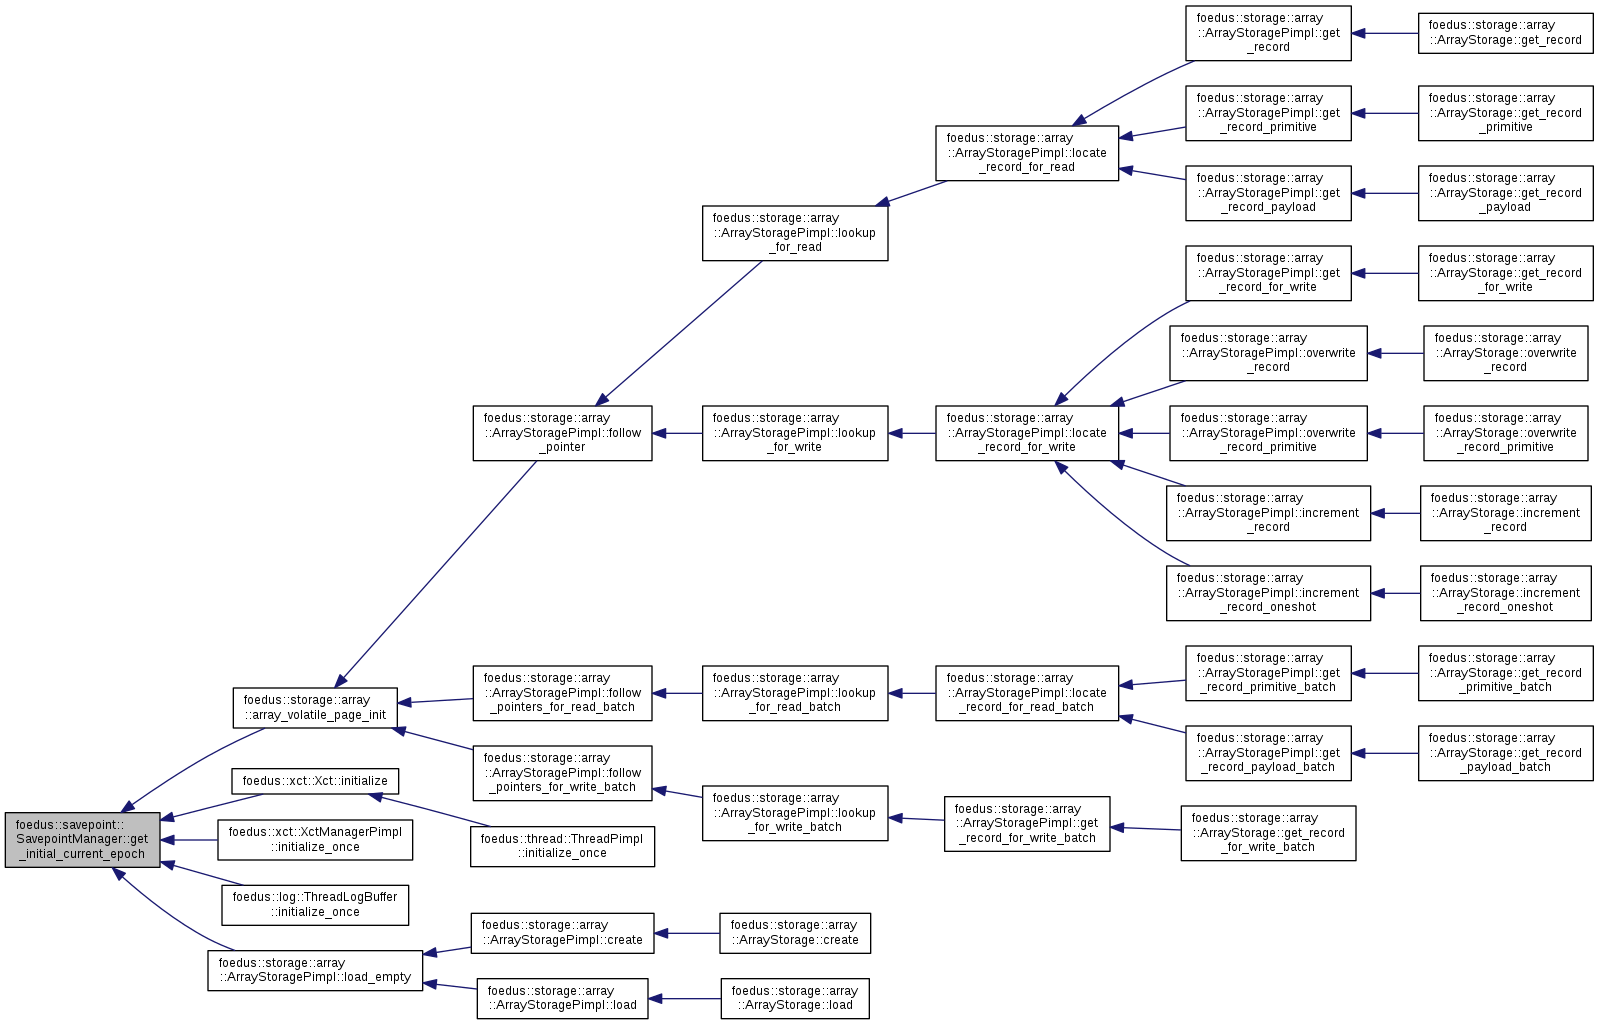 foedus::storage::array
::ArrayStoragePimpl::get
_record
foedus::storage::array
::ArrayStorage::get_record
foedus::storage::array
::ArrayStoragePimpl::get
_record_primitive
foedus::storage::array
::ArrayStorage::get_record
_primitive
foedus::storage::array
::ArrayStoragePimpl::locate
_record_for_read
foedus::storage::array
::ArrayStoragePimpl::get
_record_payload
foedus::storage::array
::ArrayStorage::get_record
_payload
foedus::storage::array
::ArrayStoragePimpl::lookup
_for_read
foedus::storage::array
::ArrayStoragePimpl::get
_record_for_write
foedus::storage::array
::ArrayStorage::get_record
_for_write
foedus::storage::array
::ArrayStoragePimpl::overwrite
_record
foedus::storage::array
::ArrayStorage::overwrite
_record
foedus::storage::array
::ArrayStoragePimpl::follow
_pointer
foedus::storage::array
::ArrayStoragePimpl::lookup
_for_write
foedus::storage::array
::ArrayStoragePimpl::locate
_record_for_write
foedus::storage::array
::ArrayStoragePimpl::overwrite
_record_primitive
foedus::storage::array
::ArrayStorage::overwrite
_record_primitive
foedus::storage::array
::ArrayStoragePimpl::increment
_record
foedus::storage::array
::ArrayStorage::increment
_record
foedus::storage::array
::ArrayStoragePimpl::increment
_record_oneshot
foedus::storage::array
::ArrayStorage::increment
_record_oneshot
foedus::storage::array
::array_volatile_page_init
foedus::storage::array
::ArrayStoragePimpl::follow
_pointers_for_read_batch
foedus::storage::array
::ArrayStoragePimpl::lookup
_for_read_batch
foedus::storage::array
::ArrayStoragePimpl::locate
_record_for_read_batch
foedus::storage::array
::ArrayStoragePimpl::get
_record_primitive_batch
foedus::storage::array
::ArrayStorage::get_record
_primitive_batch
foedus::storage::array
::ArrayStoragePimpl::follow
_pointers_for_write_batch
foedus::storage::array
::ArrayStoragePimpl::get
_record_payload_batch
foedus::storage::array
::ArrayStorage::get_record
_payload_batch
foedus::xct::Xct::initialize
foedus::storage::array
::ArrayStoragePimpl::lookup
_for_write_batch
foedus::storage::array
::ArrayStoragePimpl::get
_record_for_write_batch
foedus::storage::array
::ArrayStorage::get_record
_for_write_batch
foedus::savepoint::
SavepointManager::get
_initial_current_epoch
foedus::xct::XctManagerPimpl
::initialize_once
foedus::thread::ThreadPimpl
::initialize_once
foedus::log::ThreadLogBuffer
::initialize_once
foedus::storage::array
::ArrayStoragePimpl::create
foedus::storage::array
::ArrayStorage::create
foedus::storage::array
::ArrayStoragePimpl::load_empty
foedus::storage::array
::ArrayStoragePimpl::load
foedus::storage::array
::ArrayStorage::load